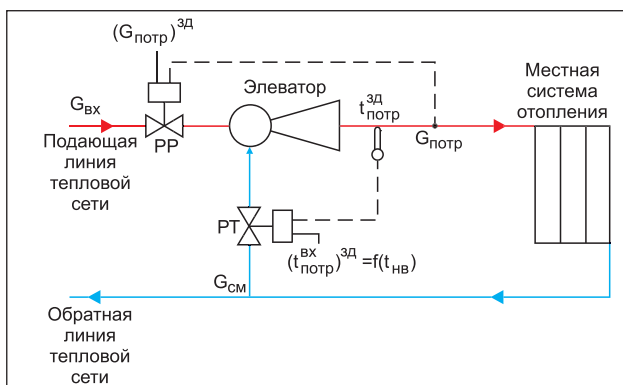 (Gпотр)зд
Элеватор
Местная
система
отопления
Gвх
tздпотр
Gпотр
РР
Подающая
линия
тепловой
сети
РТ
(tвхпотр)зд =f(tнв)
Gсм
Обратная
линия
тепловой
сети